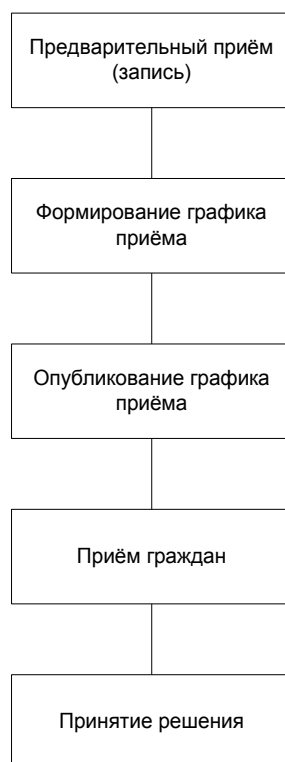 Предварительный приём
(запись)
Формирование графика
приёма
Опубликование графика
приёма
Приём граждан
Принятие решения